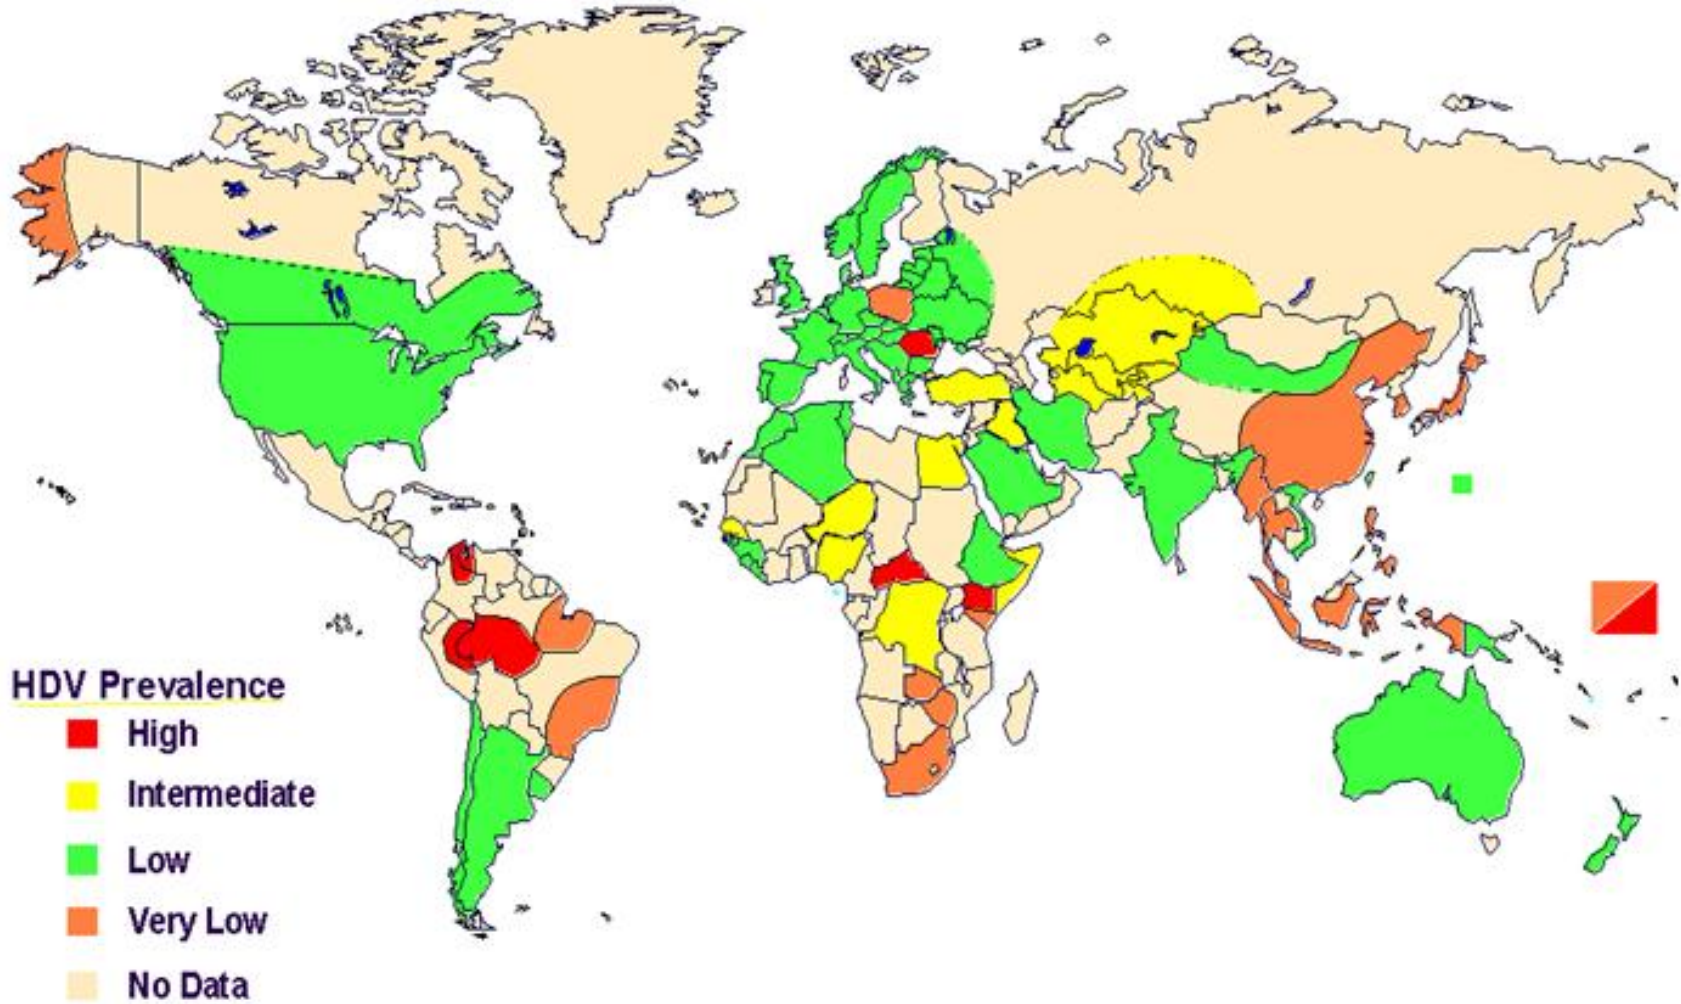 HDV Prevalence
High
Intermediate
Low
Very Low
No Data